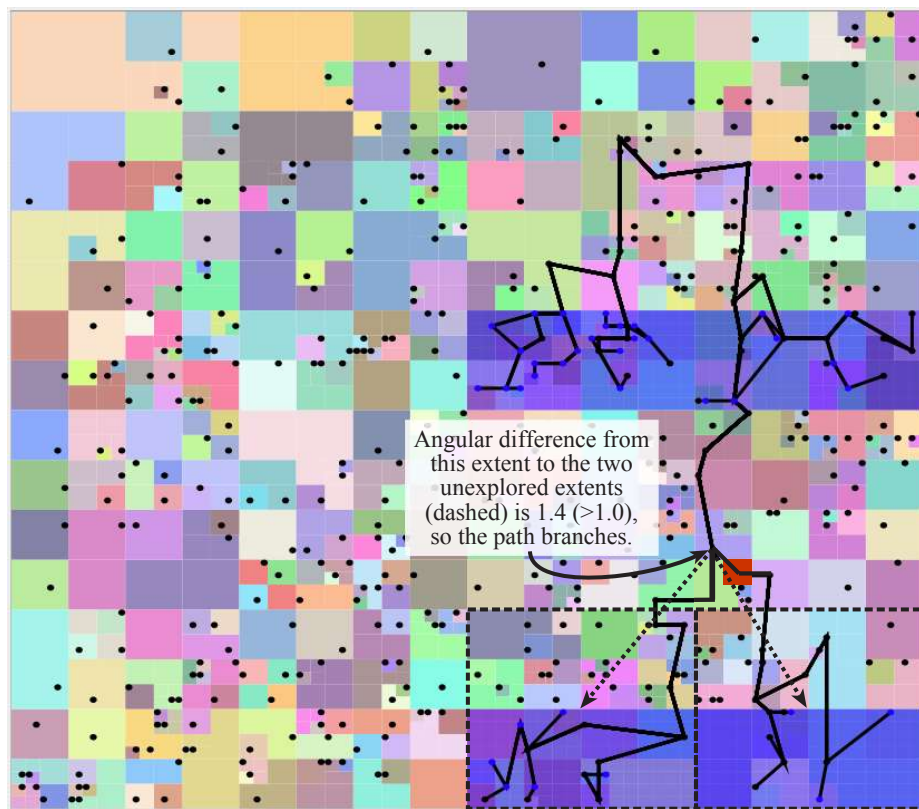 Angular difference from
this extent to the two
unexplored extents
(dashed) is 1.4 (>1.0),
so the path branches.